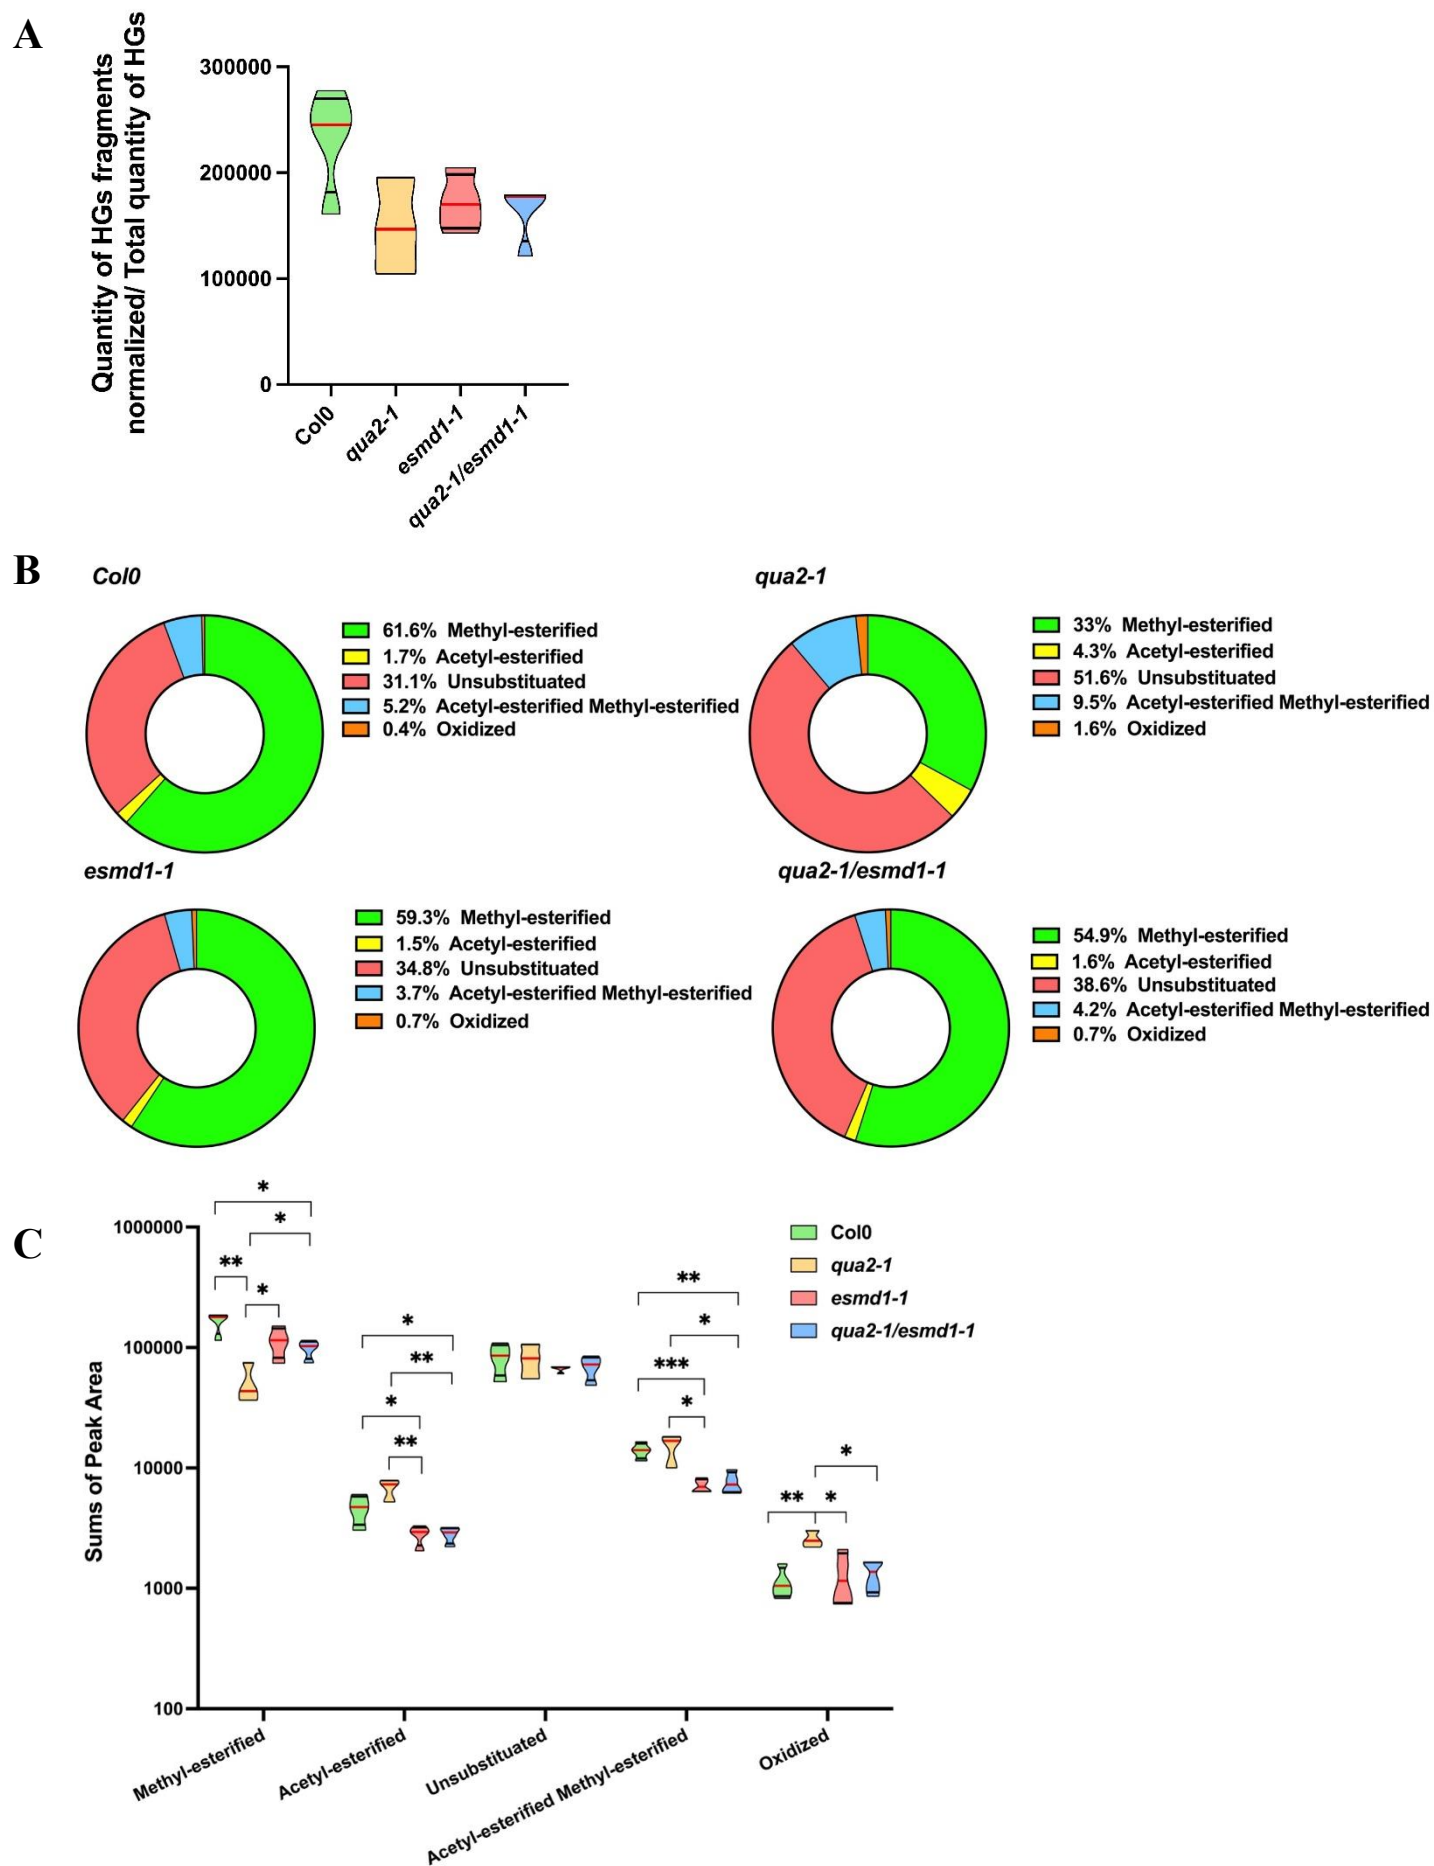 A
Quantity of HGs fragments
normalized/ Total quantity of HGs
300000
200000
100000
0
Col0
qua2-1
esmd1-1
qua2-1/esmd1-1
B
Col0
61.6% Methyl-esterified
1.7% Acetyl-esterified
31.1% Unsubstituated
5.2% Acetyl-esterified Methyl-esterified
0.4% Oxidized
qua2-1
33% Methyl-esterified
4.3% Acetyl-esterified
51.6% Unsubstituated
9.5% Acetyl-esterified Methyl-esterified
1.6% Oxidized
esmd1-1
59.3% Methyl-esterified
1.5% Acetyl-esterified
34.8% Unsubstituated
3.7% Acetyl-esterified Methyl-esterified
0.7% Oxidized
qua2-1/esmd1-1
54.9% Methyl-esterified
1.6% Acetyl-esterified
38.6% Unsubstituated
4.2% Acetyl-esterified Methyl-esterified
0.7% Oxidized
C
Sums of Peak Area
1000000
100000
10000
1000
100
*
*
**
*
*
**
*
**
**
*
***
*
*
** *
Col0
qua2-1
esmd1-1
qua2-1/esmd1-1
Methyl-esterified
Acetyl-esterified
Unsubstituated
Acetyl-esterified Methyl-esterified
Oxidized